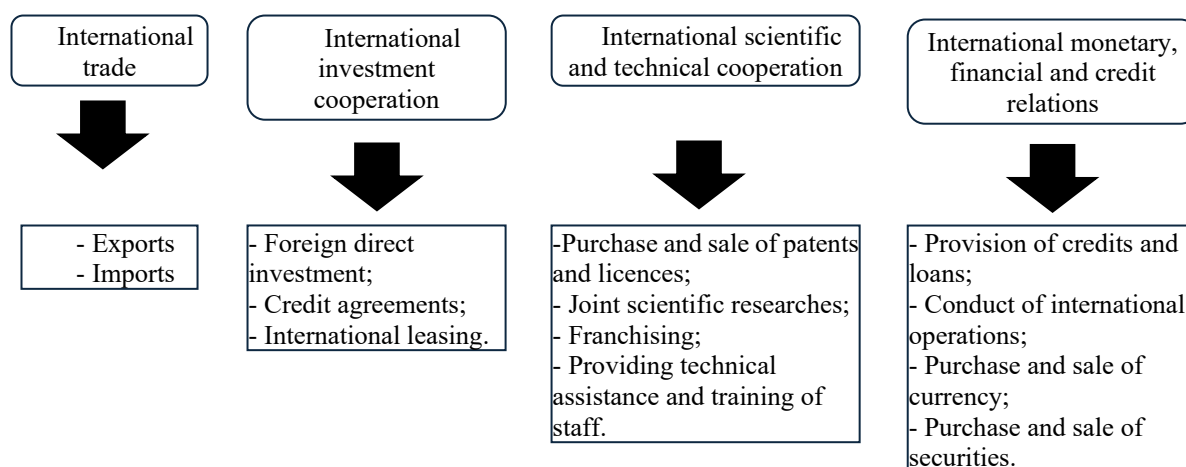 International
trade
International
investment
cooperation
International scientific
and technical cooperation
International monetary,
financial and credit
relations
- Exports
- Imports
- Foreign direct
investment;
- Credit agreements;
- International leasing.
-Purchase and sale of patents
and licences;
- Joint scientific researches;
- Franchising;
- Providing technical
assistance and training of
staff.
- Provision of credits and
loans;
- Conduct of international
operations;
- Purchase and sale of
currency;
- Purchase and sale of
securities.